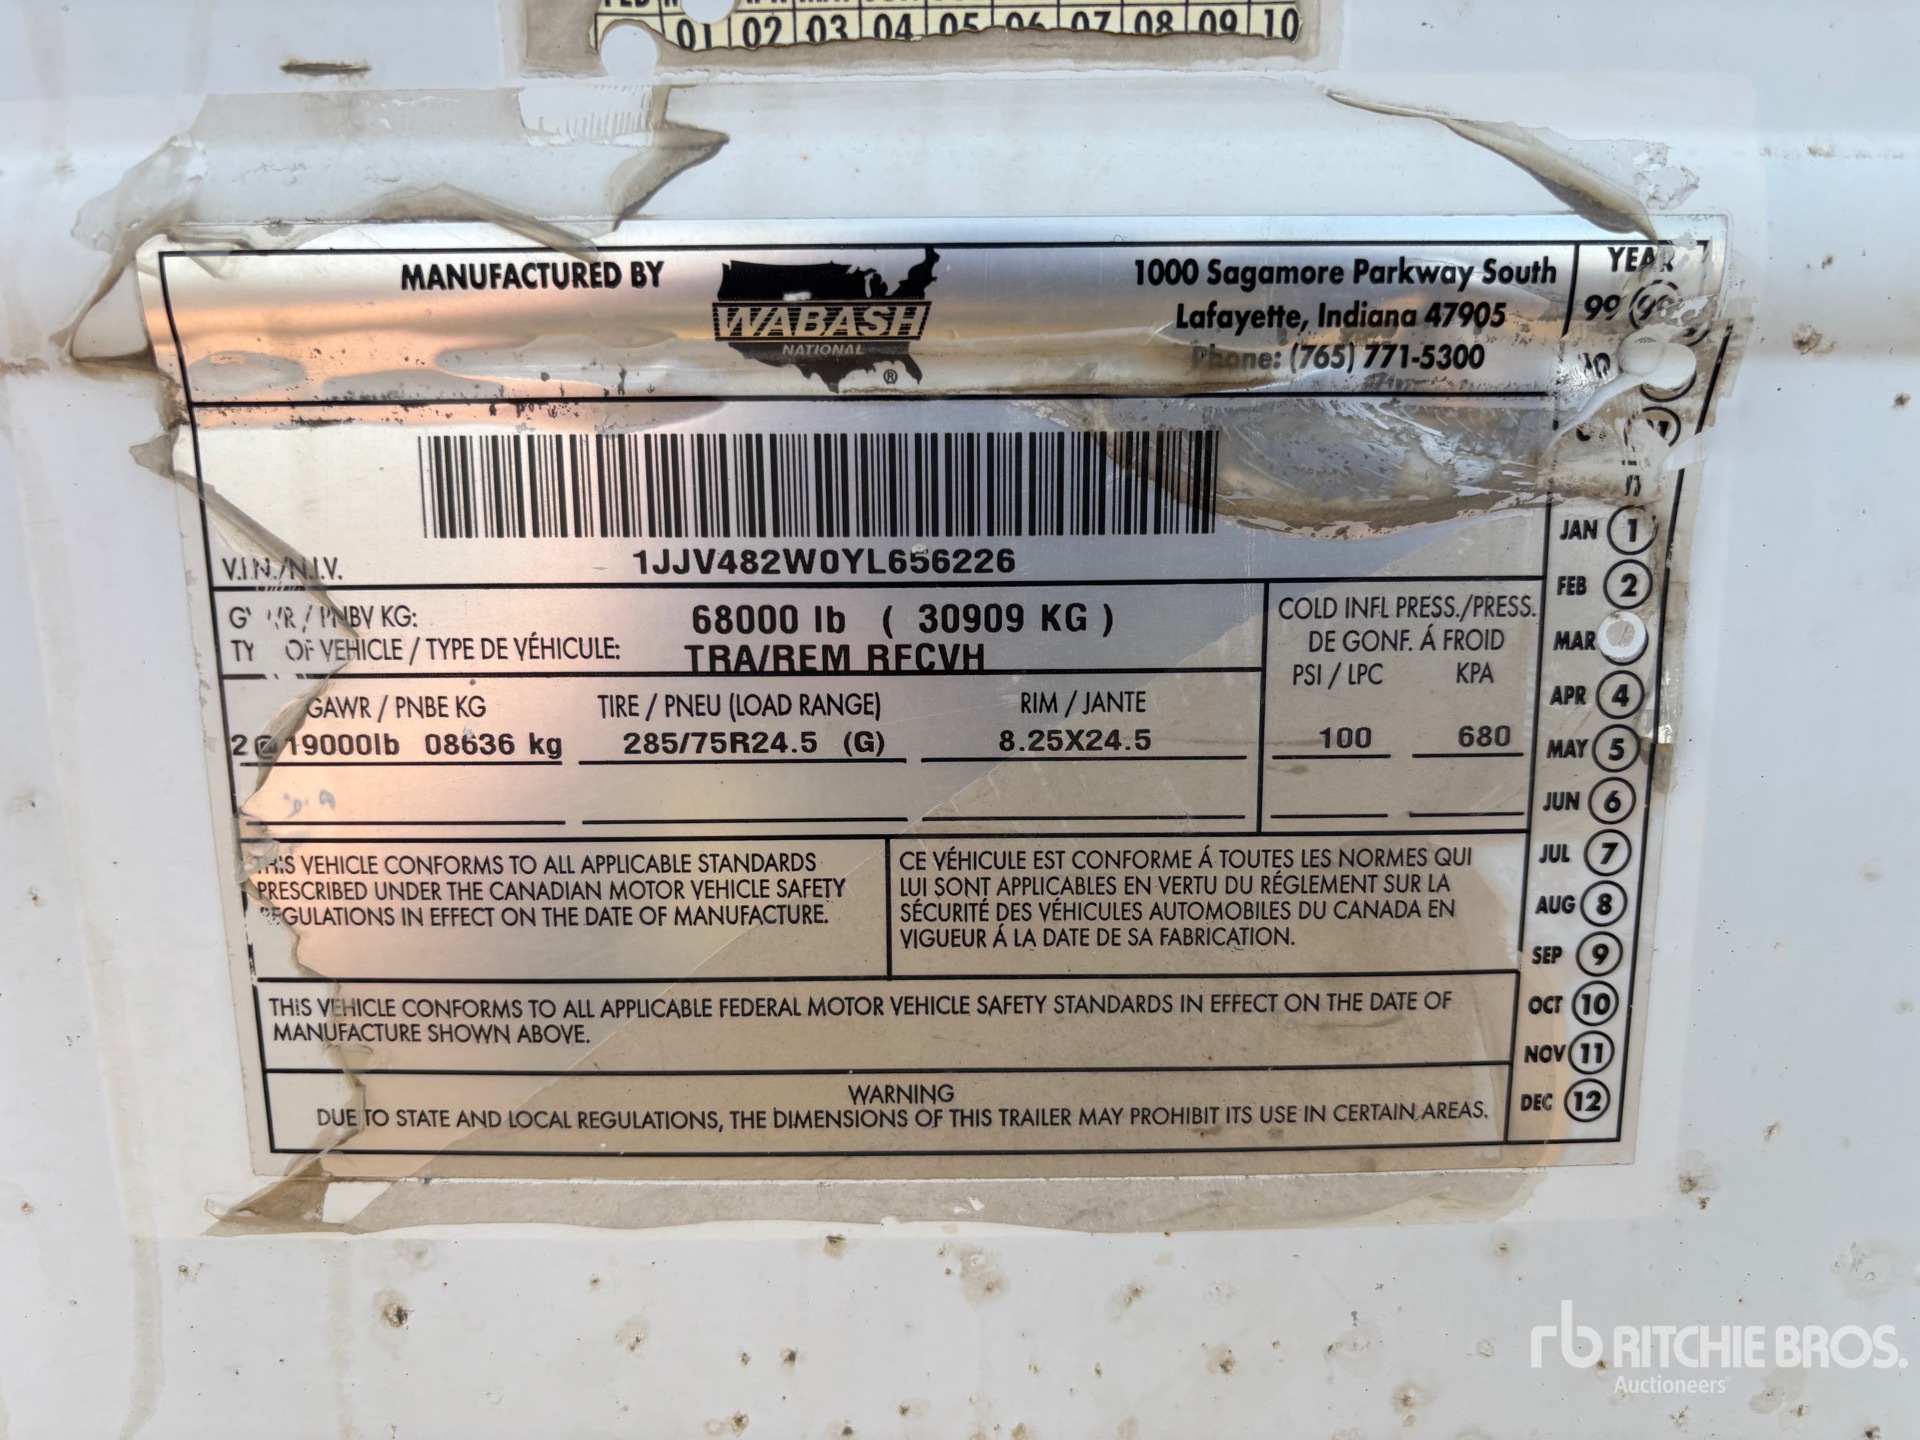 01 02 03 04 05 06 07 08 09 10
MANUFACTURED BY
WABASH
NATIONAL
®
1000 Sagamore Parkway South
Lafayette, Indiana 47905
Phone: (765) 771-5300
YEAR
99
V.I.N./N.I.V.
1JJV482W0YL656226
GVWR / PNBV KG: 68000 lb ( 30909 KG )
TYPE OF VEHICLE / TYPE DE VÉHICULE: TRA/REM RFCVH
COLD INFL PRESS./PRESS.
DE GONF. Á FROID
PSI / LPC KPA
100 680
GAWR / PNBE KG TIRE / PNEU (LOAD RANGE) RIM / JANTE
2@19000lb 08636 kg 285/75R24.5 (G) 8.25X24.5
THIS VEHICLE CONFORMS TO ALL APPLICABLE STANDARDS
PRESCRIBED UNDER THE CANADIAN MOTOR VEHICLE SAFETY
REGULATIONS IN EFFECT ON THE DATE OF MANUFACTURE.
CE VÉHICULE EST CONFORME Á TOUTES LES NORMES QUI
LUI SONT APPLICABLES EN VERTU DU RÉGLEMENT SUR LA
SÉCURITÉ DES VÉHICULES AUTOMOBILES DU CANADA EN
VIGUEUR Á LA DATE DE SA FABRICATION.
THIS VEHICLE CONFORMS TO ALL APPLICABLE FEDERAL MOTOR VEHICLE SAFETY STANDARDS IN EFFECT ON THE DATE OF
MANUFACTURE SHOWN ABOVE.
WARNING
DUE TO STATE AND LOCAL REGULATIONS, THE DIMENSIONS OF THIS TRAILER MAY PROHIBIT ITS USE IN CERTAIN AREAS.
JAN 1
FEB 2
MAR
APR 4
MAY 5
JUN 6
JUL 7
AUG 8
SEP 9
OCT 10
NOV 11
DEC 12
rb RITCHIE BROS.
Auctioneers